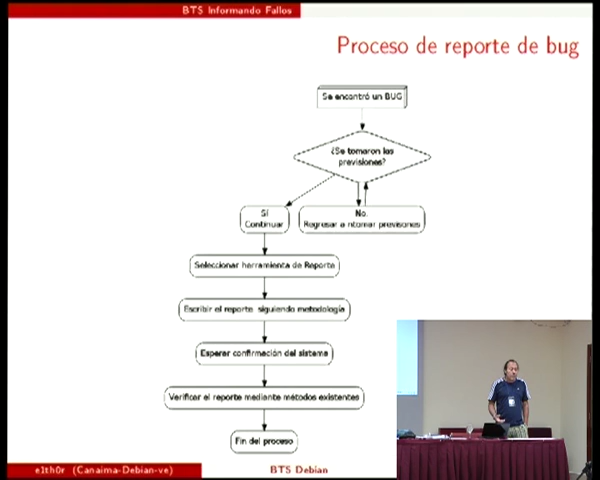 BTS Informando Fallos
Proceso de reporte de bug
Se encontró un BUG
¿Se tomaron las
previsiones?
Sí
Continuar
No.
Regresar a ntomar previsones
Seleccionar herramienta de Reporte
Escribir el reporte siguiendo metodología
Esperar confirmación del sistema
Verificar el reporte mediante métodos existentes
Fin del proceso
e1th0r (Canaima-Debian-ve)
BTS Debian